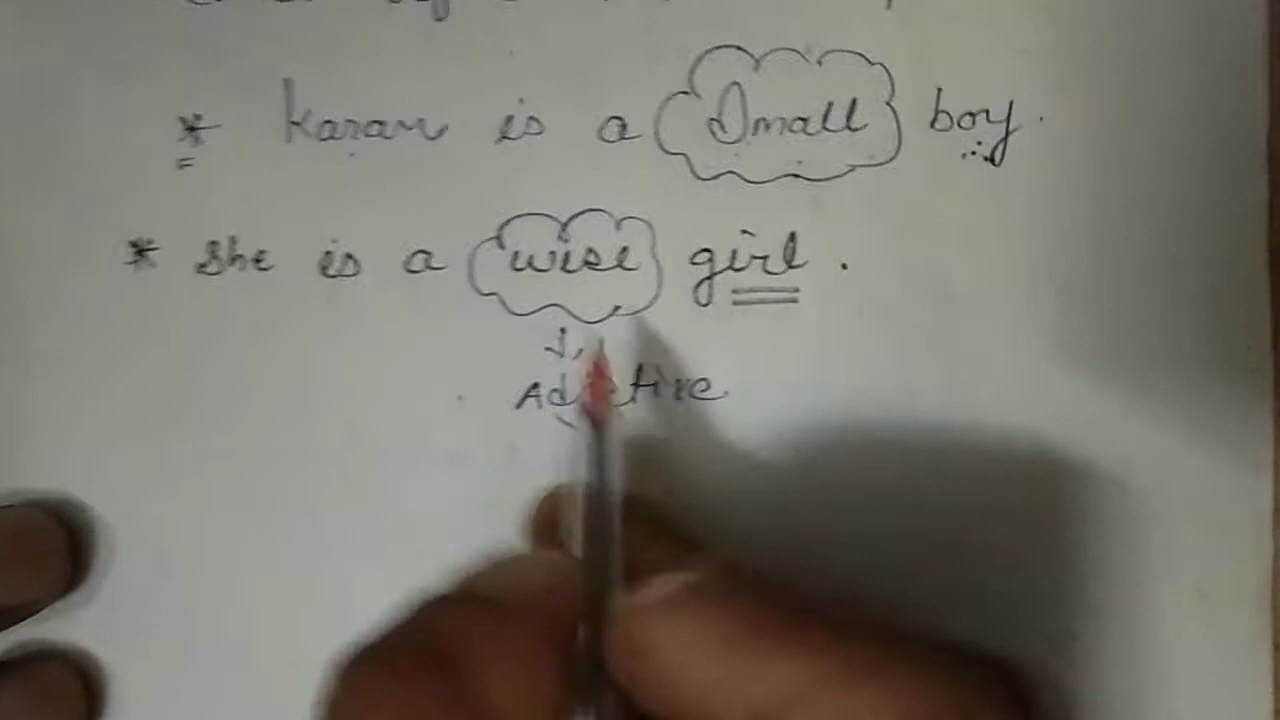 * Karan is a Small boy.
* She is a wise girl.